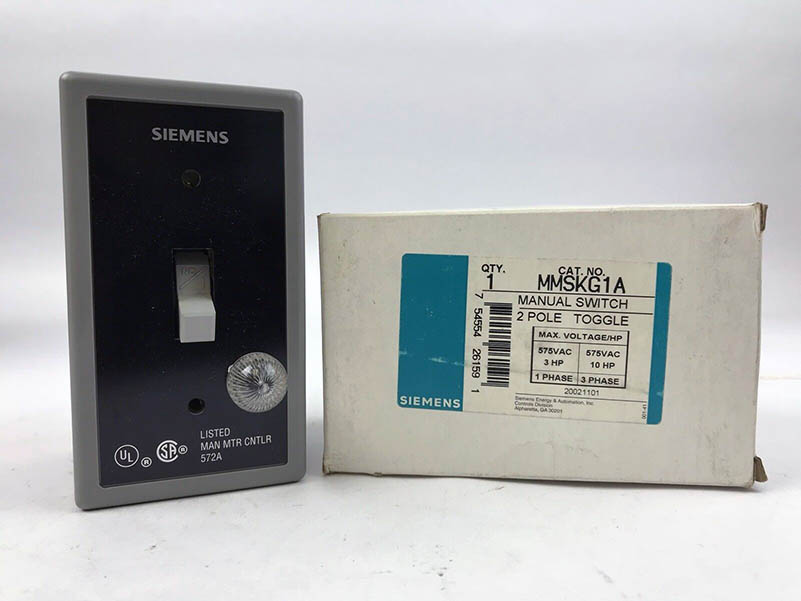 SIEMENS
LISTED
MAN MTR CNTLR
572A
UL ®
SA ®
QTY.
1
CAT. NO.
MMSKG1A
MANUAL SWITCH
2 POLE TOGGLE
MAX. VOLTAGE/HP
575VAC 575VAC
3 HP 10 HP
1 PHASE 3 PHASE
20021101
Siemens Energy & Automation, Inc.
Controls Division
Alpharetta, GA 30201
SIEMENS
7 54554 26159 1